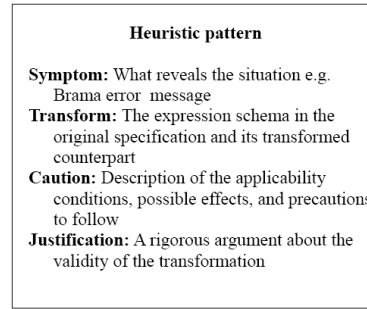 Heuristic pattern
Symptom: What reveals the situation e.g.
Brama error message
Transform: The expression schema in the
original specification and its transformed
counterpart
Caution: Description of the applicability
conditions, possible effects, and precautions
to follow
Justification: A rigorous argument about the
validity of the transformation